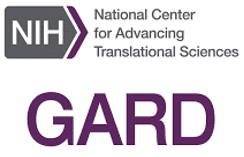 NIH
National Center
for Advancing
Translational Sciences
GARD